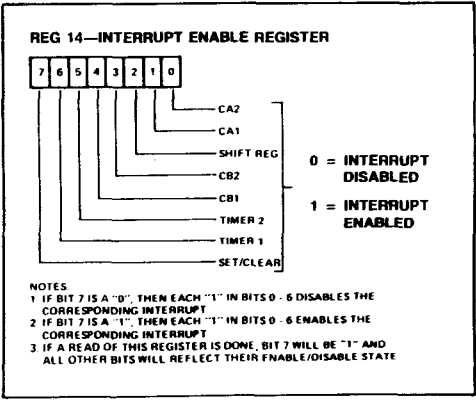 REG 14—INTERRUPT ENABLE REGISTER
7 6 5 4 3 2 1 0
CA2
CA1
SHIFT REG
CB2
CB1
TIMER 2
TIMER 1
SET/CLEAR
0 = INTERRUPT
DISABLED
1 = INTERRUPT
ENABLED
NOTES
1 IF BIT 7 IS A "0", THEN EACH "1" IN BITS 0 - 6 DISABLES THE
CORRESPONDING INTERRUPT
2 IF BIT 7 IS A "1", THEN EACH "1" IN BITS 0 - 6 ENABLES THE
CORRESPONDING INTERRUPT
3. IF A READ OF THIS REGISTER IS DONE, BIT 7 WILL BE "1" AND
ALL OTHER BITS WILL REFLECT THEIR ENABLE/DISABLE STATE